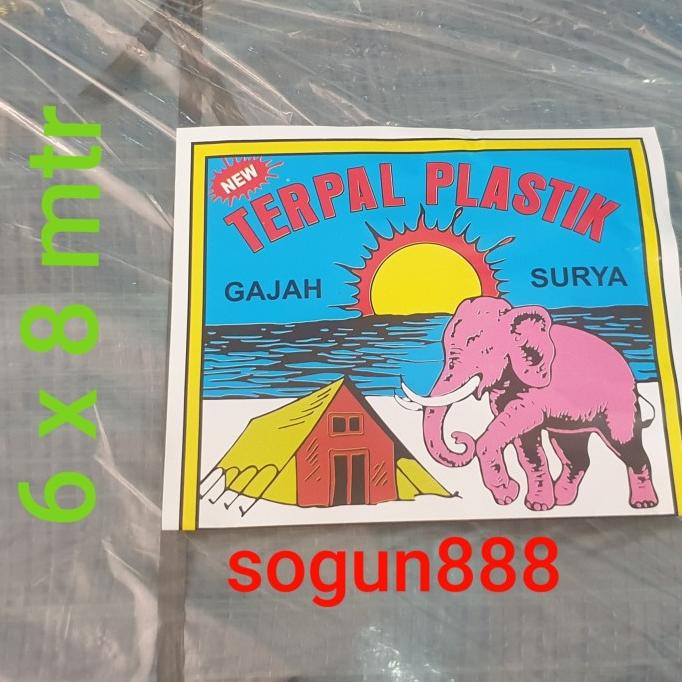 6 x 8 mtr
NEW
TERPAL PLASTIK
GAJAH SURYA
sogun888